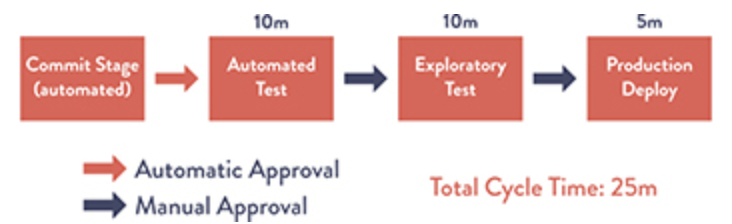 10m
10m
5m
Commit Stage
(automated)
Automated
Test
Exploratory
Test
Production
Deploy
Automatic Approval
Manual Approval
Total Cycle Time: 25m